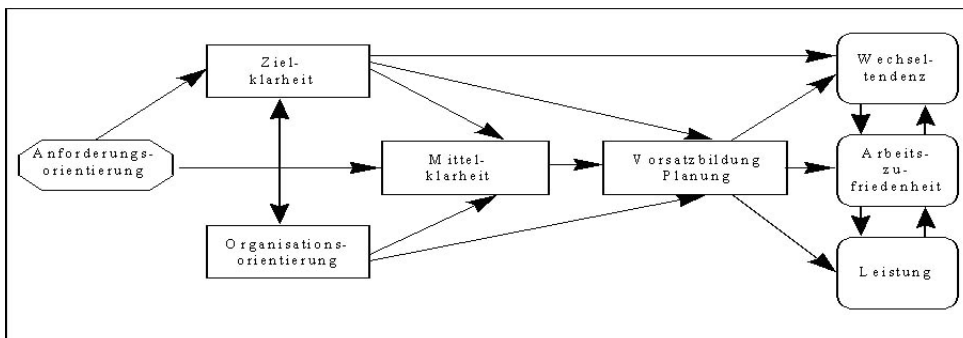 Ziel-
klarheit
Wechsel-
tendenz
Anforderungs-
orientierung
Mittel-
klarheit
Vorsatzbildung
Planung
Arbeits-
zu-
friedenheit
Organisations-
orientierung
Leistung